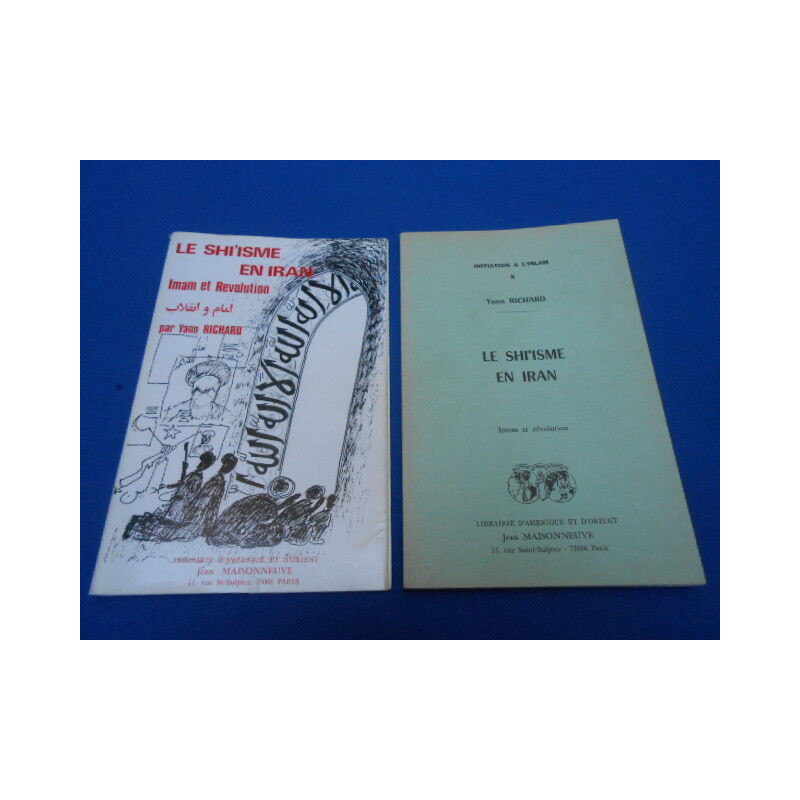 LE SHI'ISME
EN IRAN
Imam et Revolution
امام و انقلاب
par Yann RICHARD
LIBRAIRIE D'AMERIQUE ET D'ORIENT
Jean MAISONNEUVE
11, rue St-Sulpice, 75006 PARIS
INITIATION A L'ISLAM
X
Yann RICHARD
LE SHI'ISME
EN IRAN
Imam et révolution
LIBRAIRIE D'AMERIQUE ET D'ORIENT
Jean MAISONNEUVE
11, rue Saint-Sulpice - 75006 Paris